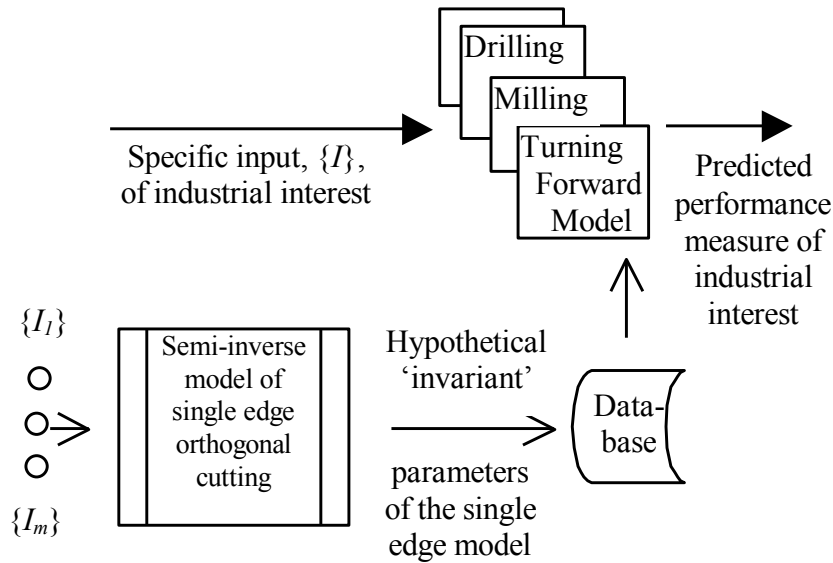 Drilling
Milling
Turning
Forward
Model
Specific input, {I},
of industrial interest
Predicted
performance
measure of
industrial
interest
{I1}
{Im}
Semi-inverse
model of
single edge
orthogonal
cutting
Hypothetical
‘invariant’
parameters
of the single
edge model
Data-
base